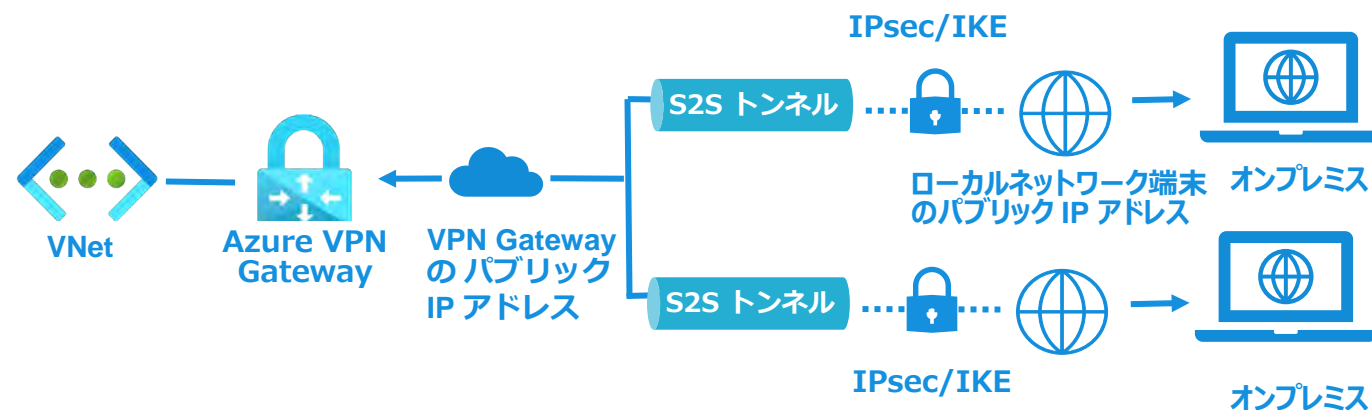 VNet
Azure VPN
Gateway
VPN Gateway
の パブリック
IP アドレス
IPsec/IKE
S2S トンネル
ローカルネットワーク端末
のパブリック IP アドレス
オンプレミス
S2S トンネル
IPsec/IKE
オンプレミス